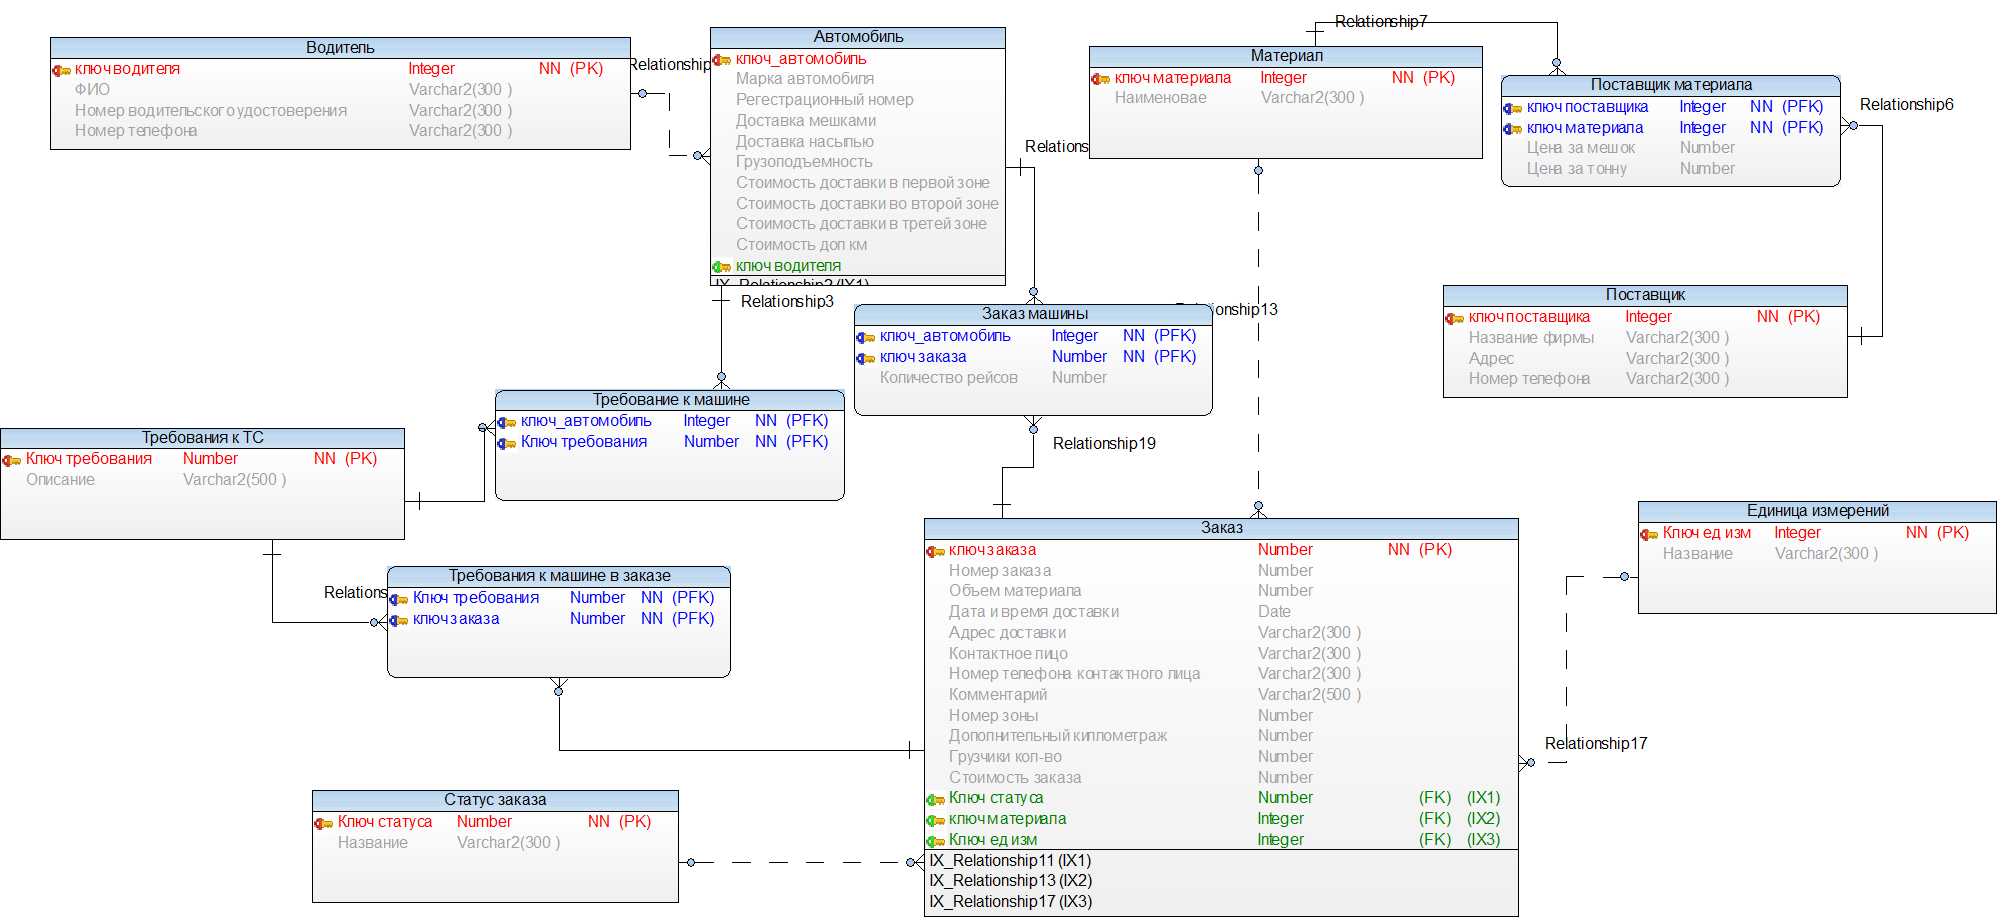 Водитель
ключ водителя Integer NN (PK)
ФИО Varchar2(300 )
Номер водительского удостоверения Varchar2(300 )
Номер телефона Varchar2(300 )
Relationship
Автомобиль
ключ_автомобиль
Марка автомобиля
Регестрационный номер
Доставка мешками
Доставка насыпью
Грузоподъемность
Стоимость доставки в первой зоне
Стоимость доставки во второй зоне
Стоимость доставки в третей зоне
Стоимость доп км
ключ водителя
IX_Relationship2 (IX1)
Relationship3
Relations
Материал
ключ материала Integer NN (PK)
Наименовае Varchar2(300 )
Relationship7
Поставщик материала
ключ поставщика Integer NN (PFK)
ключ материала Integer NN (PFK)
Цена за мешок Number
Цена за тонну Number
Relationship6
Поставщик
ключ поставщика Integer NN (PK)
Название фирмы Varchar2(300 )
Адрес Varchar2(300 )
Номер телефона Varchar2(300 )
Заказ машины
ключ_автомобиль Integer NN (PFK)
ключ заказа Number NN (PFK)
Количество рейсов Number
ionship13
Relationship19
Требование к машине
ключ_автомобиль Integer NN (PFK)
Ключ требования Number NN (PFK)
Требования к ТС
Ключ требования Number NN (PK)
Описание Varchar2(500 )
Relations
Требования к машине в заказе
Ключ требования Number NN (PFK)
ключ заказа Number NN (PFK)
Заказ
ключ заказа Number NN (PK)
Номер заказа Number
Объем материала Number
Дата и время доставки Date
Адрес доставки Varchar2(300 )
Контактное лицо Varchar2(300 )
Номер телефона контактного лица Varchar2(300 )
Комментарий Varchar2(500 )
Номер зоны Number
Дополнительный киплометраж Number
Грузчики кол-во Number
Стоимость заказа Number
Ключ статуса Number (FK) (IX1)
ключ материала Integer (FK) (IX2)
Ключ ед изм Integer (FK) (IX3)
IX_Relationship11 (IX1)
IX_Relationship13 (IX2)
IX_Relationship17 (IX3)
Единица измерений
Ключ ед изм Integer NN (PK)
Название Varchar2(300 )
Relationship17
Статус заказа
Ключ статуса Number NN (PK)
Название Varchar2(300 )